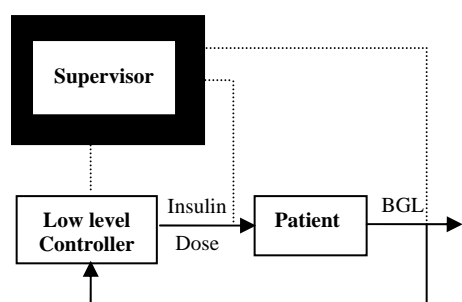 Supervisor
Low level
Controller
Insulin
Dose
Patient
BGL